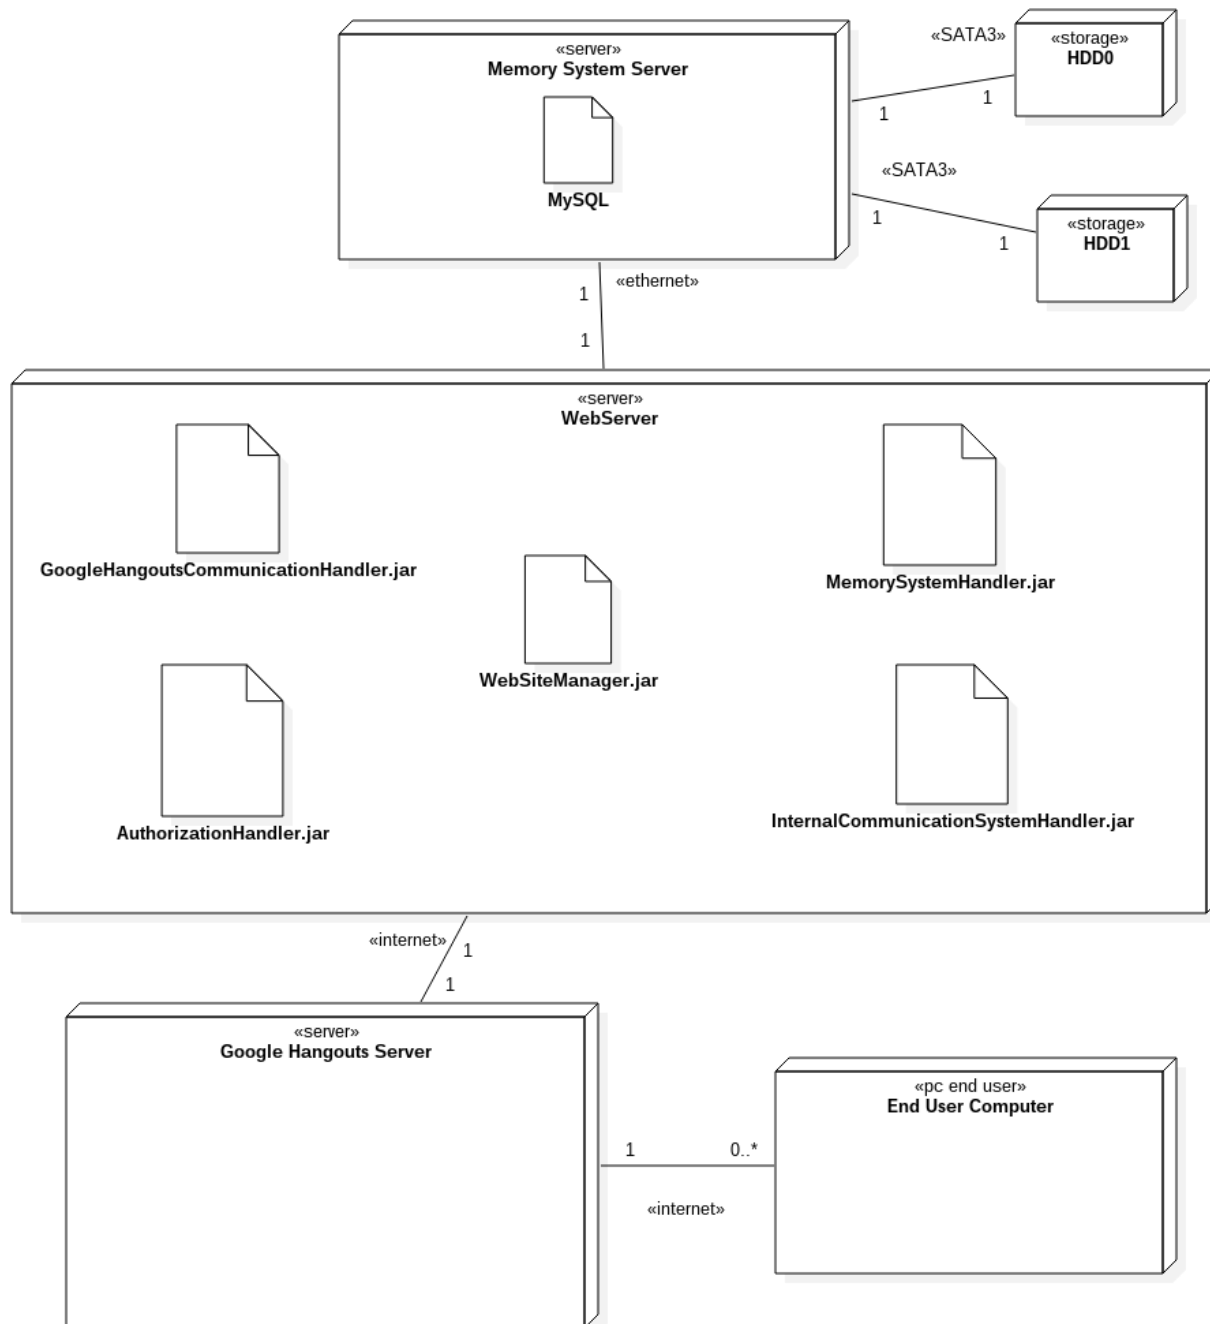 «server»
Memory System Server
MySQL
«SATA3»
1
1
«storage»
HDD0
«SATA3»
1
1
«storage»
HDD1
«ethernet»
1
1
«server»
WebServer
GoogleHangoutsCommunicationHandler.jar
MemorySystemHandler.jar
WebSiteManager.jar
AuthorizationHandler.jar
InternalCommunicationSystemHandler.jar
«internet»
1
1
«server»
Google Hangouts Server
1
0..*
«internet»
«pc end user»
End User Computer